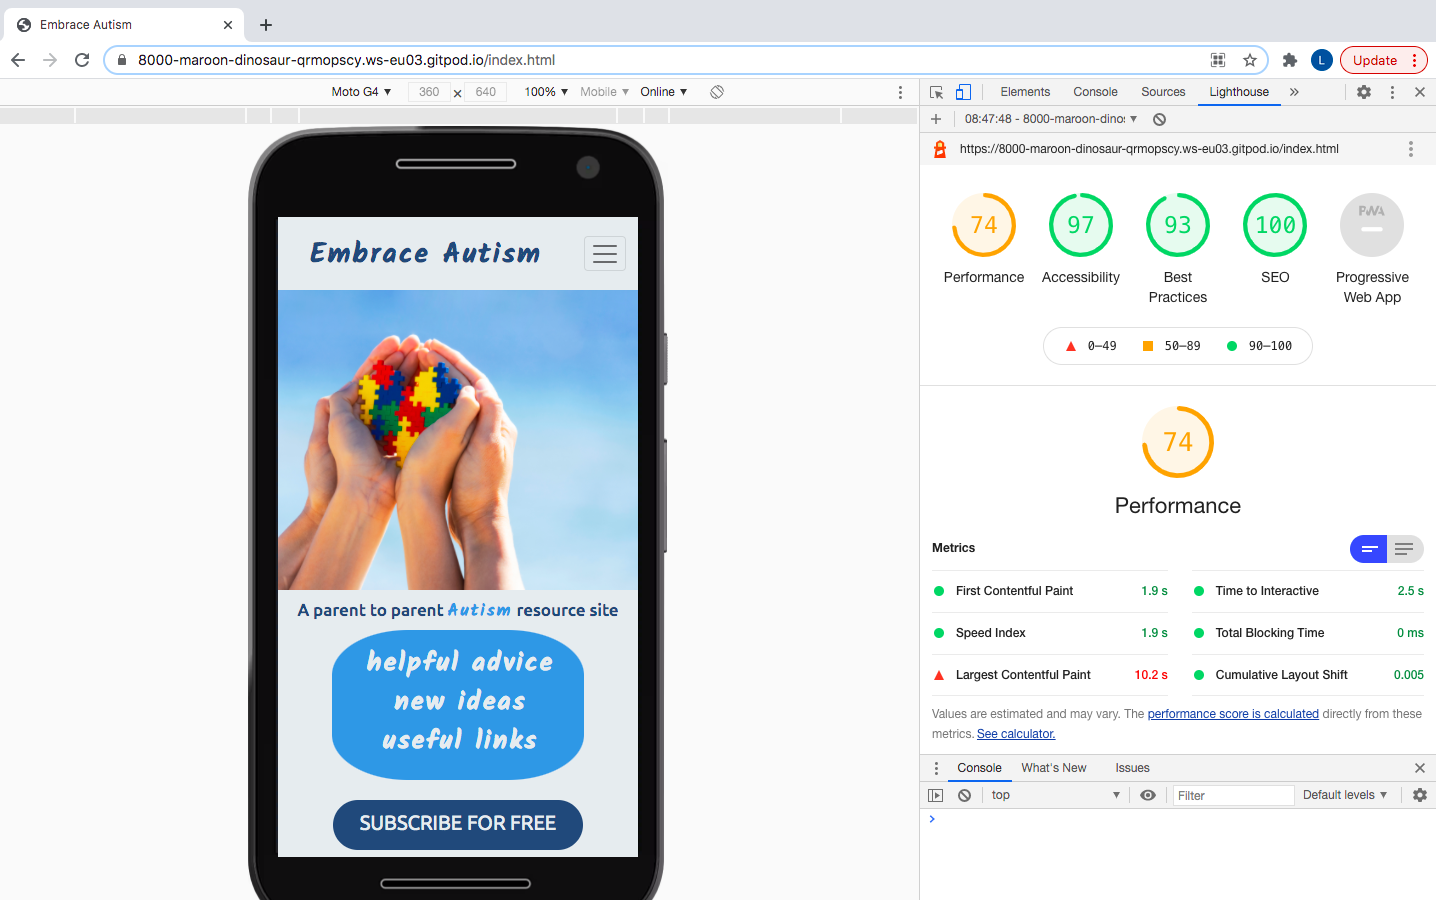 Embrace Autism
8000-maroon-dinosaur-qrmopscy.ws-eu03.gitpod.io/index.html
L
Update
Moto G4
360
640
100%
Mobile
Online
Elements
Console
Sources
Lighthouse
08:47:48 - 8000-maroon-dinos
https://8000-maroon-dinosaur-qrmopscy.ws-eu03.gitpod.io/index.html
74
97
93
100
PWA
Performance
Accessibility
Best
Practices
SEO
Progressive
Web App
0–49
50–89
90–100
74
Performance
Metrics
First Contentful Paint
1.9 s
Time to Interactive
2.5 s
Speed Index
1.9 s
Total Blocking Time
0 ms
Largest Contentful Paint
10.2 s
Cumulative Layout Shift
0.005
Values are estimated and may vary. The performance score is calculated directly from these
metrics. See calculator.
Console
What's New
Issues
top
Filter
Default levels
Embrace Autism
A parent to parent Autism resource site
helpful advice
new ideas
useful links
SUBSCRIBE FOR FREE